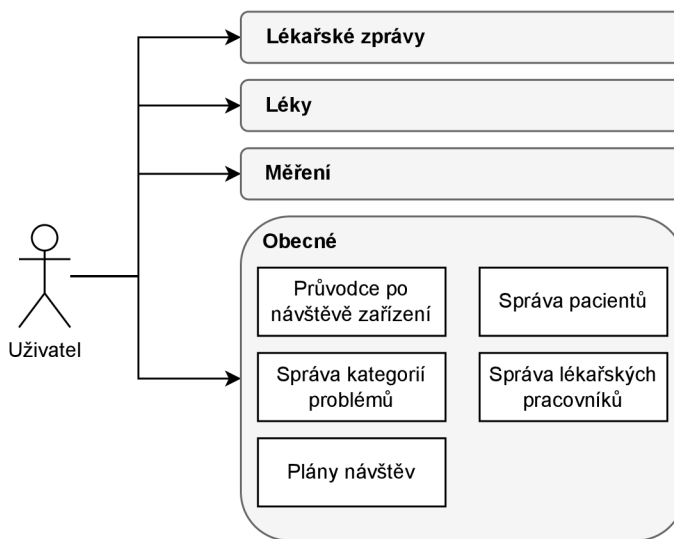 Lékařské zprávy
Léky
Měření
Obecné
Průvodce po
návštěvě zařízení
Správa pacientů
Správa kategorií
problémů
Správa lékařských
pracovníků
Plány návštěv
Uživatel